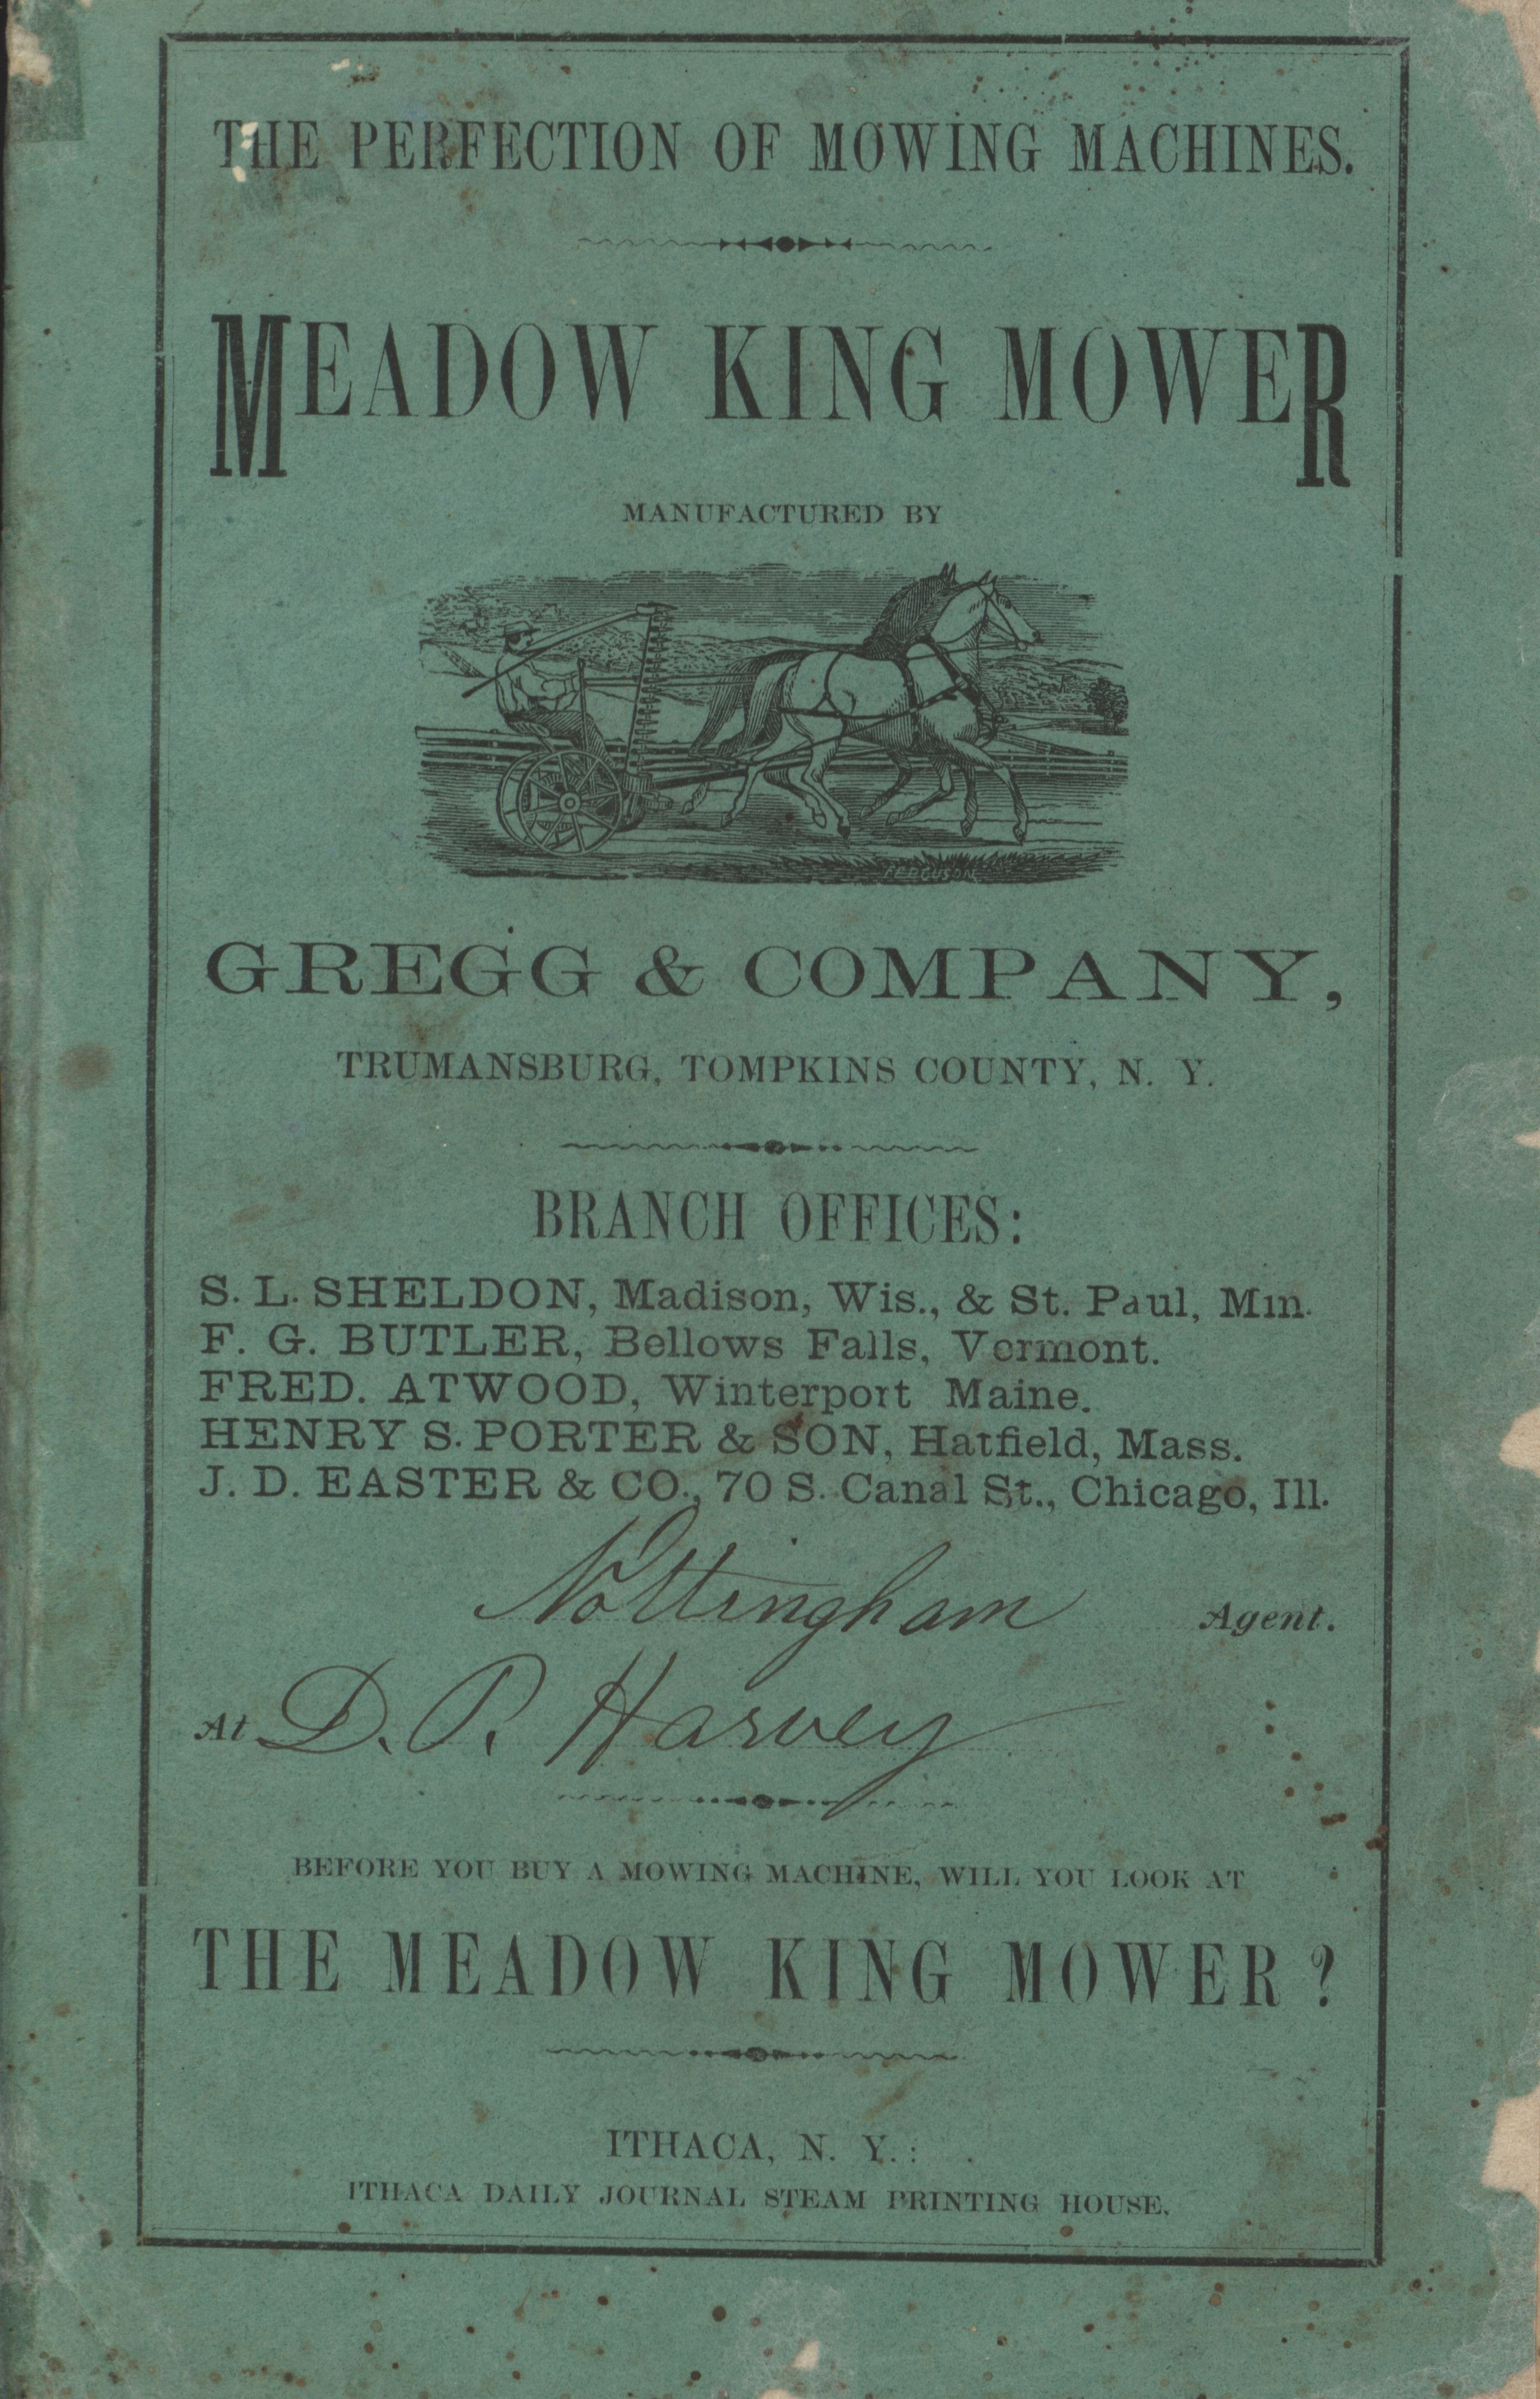 THE PERFECTION OF MOWING MACHINES.
MEADOW KING MOWER
MANUFACTURED BY
FERGUSON
GREGG & COMPANY,
TRUMANSBURG, TOMPKINS COUNTY, N. Y.
BRANCH OFFICES:
S. L. SHELDON, Madison, Wis., & St. Paul, Min.
F. G. BUTLER, Bellows Falls, Vermont.
FRED. ATWOOD, Winterport Maine.
HENRY S. PORTER & SON, Hatfield, Mass.
J. D. EASTER & CO., 70 S. Canal St., Chicago, Ill.
Nottingham Agent.
At D. P. Harvey
BEFORE YOU BUY A MOWING MACHINE, WILL YOU LOOK AT
THE MEADOW KING MOWER?
ITHACA, N. Y.:
ITHACA DAILY JOURNAL STEAM PRINTING HOUSE.